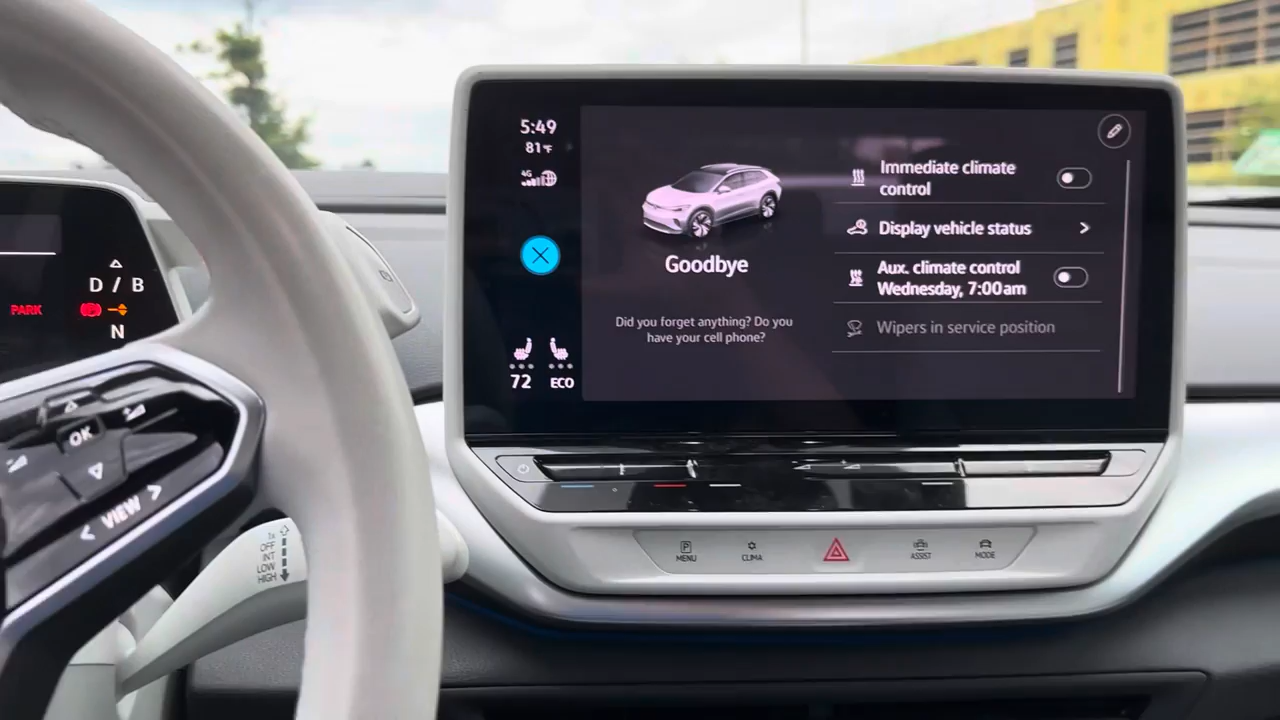 5:49
81°F
4G
Immediate climate
control
Display vehicle status
Aux. climate control
Wednesday, 7:00 am
Wipers in service position
Goodbye
Did you forget anything? Do you
have your cell phone?
72 ECO
D / B
PARK
N
OK
< VIEW >
1x
OFF
INT
LOW
HIGH
MENU
CLIMA
ASSIST
MODE